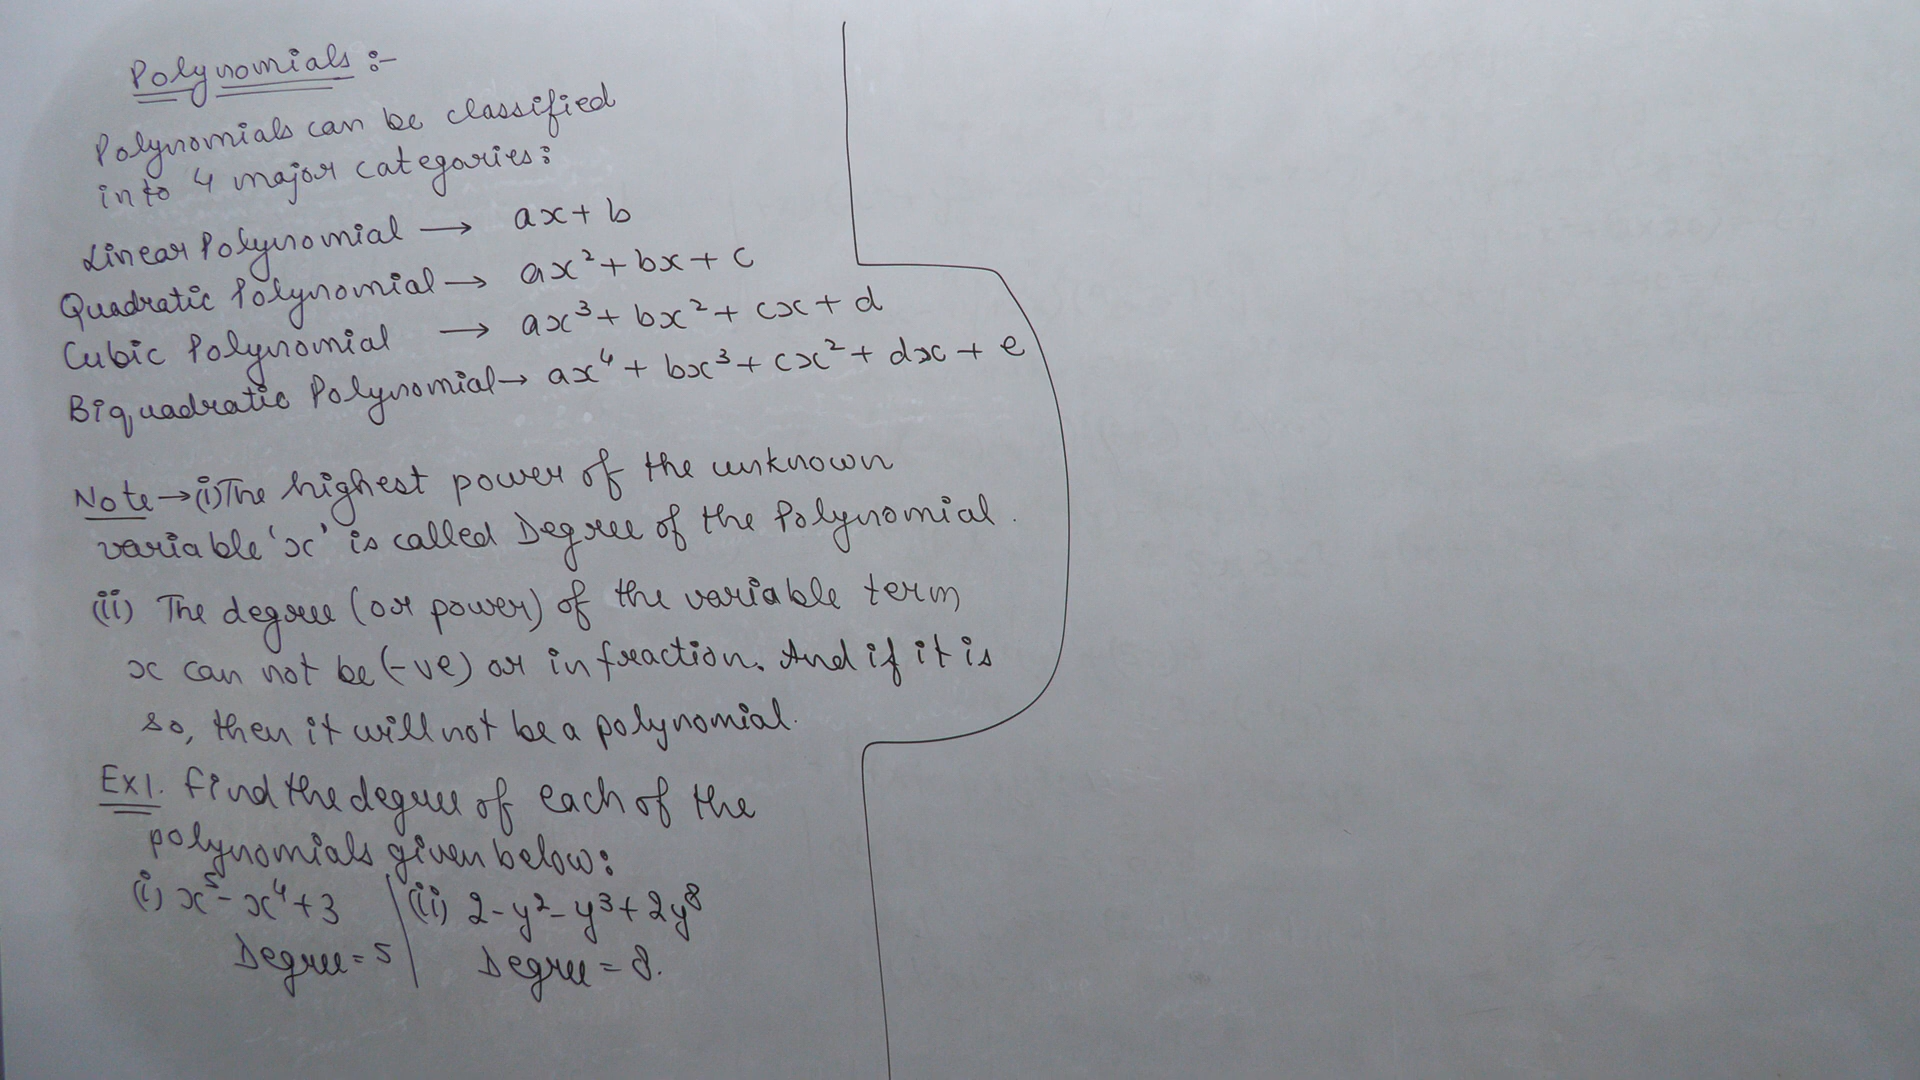 Polynomials :-
Polynomials can be classified
into 4 major categories:
Linear Polynomial → ax + b
Quadratic Polynomial → ax² + bx + c
Cubic Polynomial → ax³ + bx² + cx + d
Biquadratic Polynomial → ax⁴ + bx³ + cx² + dx + e
Note → (i) The highest power of the unknown
variable 'x' is called Degree of the Polynomial.
(ii) The degree (or power) of the variable term
x can not be (-ve) or in fraction. And if it is
so, then it will not be a polynomial.
Ex1. Find the degree of each of the
polynomials given below:
(i) x⁵ - x⁴ + 3 (ii) 2 - y² - y³ + 2y⁸
Degree = 5 Degree = 8.